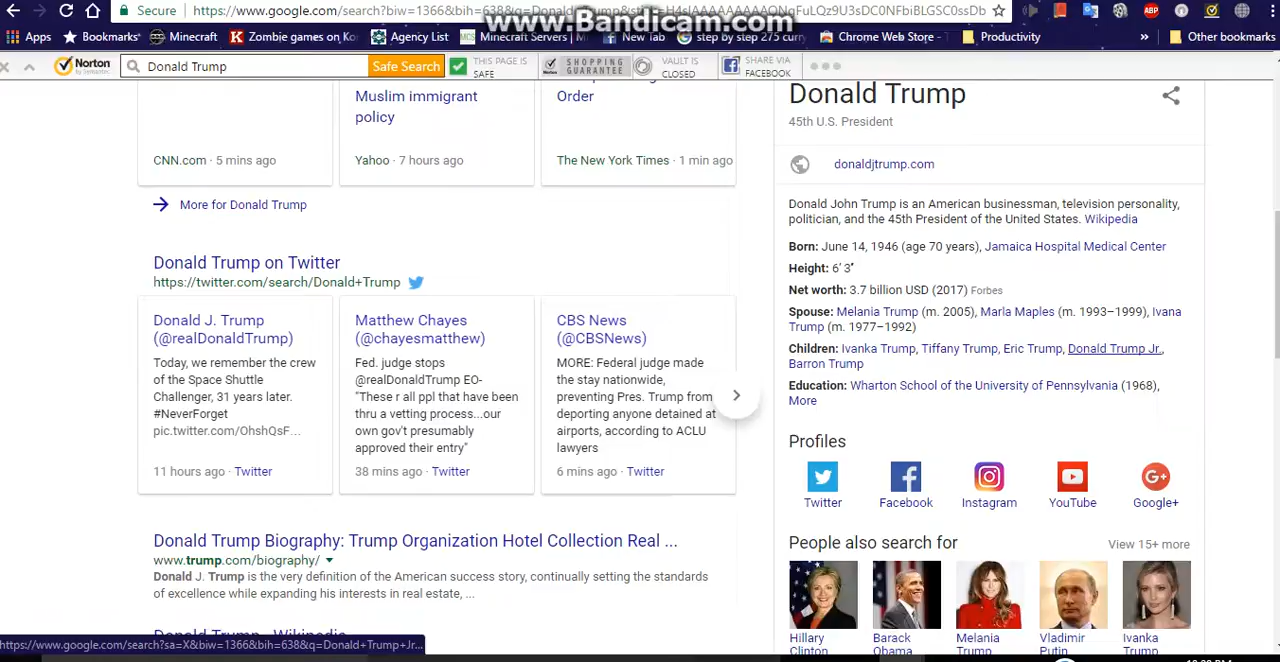 Secure
https://www.google.com/search?biw=1366&bih=638&q=Don
www.Bandicam.com
Apps
Bookmarks
Minecraft
Zombie games on Ko
Agency List
Minecraft Servers | M
New Tab
step by step 275 curr
Chrome Web Store -
Productivity
»
Other bookmarks
Norton
by Symantec
Donald Trump
Safe Search
THIS PAGE IS
SAFE
Norton
SHOPPING
GUARANTEE
VAULT IS
CLOSED
SHARE VIA
FACEBOOK
Muslim immigrant
policy
Order
CNN.com · 5 mins ago
Yahoo · 7 hours ago
The New York Times · 1 min ago
More for Donald Trump
Donald Trump on Twitter
https://twitter.com/search/Donald+Trump
Donald J. Trump
(@realDonaldTrump)
Today, we remember the crew
of the Space Shuttle
Challenger, 31 years later.
#NeverForget
pic.twitter.com/OhshQsF...
11 hours ago · Twitter
Matthew Chayes
(@chayesmatthew)
Fed. judge stops
@realDonaldTrump EO-
"These r all ppl that have been
thru a vetting process...our
own gov't presumably
approved their entry"
38 mins ago · Twitter
CBS News
(@CBSNews)
MORE: Federal judge made
the stay nationwide,
preventing Pres. Trump from
deporting anyone detained at
airports, according to ACLU
lawyers
6 mins ago · Twitter
Donald Trump Biography: Trump Organization Hotel Collection Real ...
www.trump.com/biography/
Donald J. Trump is the very definition of the American success story, continually setting the standards
of excellence while expanding his interests in real estate, ...
Donald Trump - Wikipedia
https://www.google.com/search?sa=X&biw=1366&bih=638&q=Donald+Trump+Jr...
Donald Trump
45th U.S. President
donaldjtrump.com
Donald John Trump is an American businessman, television personality,
politician, and the 45th President of the United States. Wikipedia
Born: June 14, 1946 (age 70 years), Jamaica Hospital Medical Center
Height: 6′ 3″
Net worth: 3.7 billion USD (2017) Forbes
Spouse: Melania Trump (m. 2005), Marla Maples (m. 1993–1999), Ivana
Trump (m. 1977–1992)
Children: Ivanka Trump, Tiffany Trump, Eric Trump, Donald Trump Jr.,
Barron Trump
Education: Wharton School of the University of Pennsylvania (1968),
More
Profiles
Twitter
Facebook
Instagram
YouTube
Google+
People also search for
View 15+ more
Hillary
Clinton
Barack
Obama
Melania
Trump
Vladimir
Putin
Ivanka
Trump